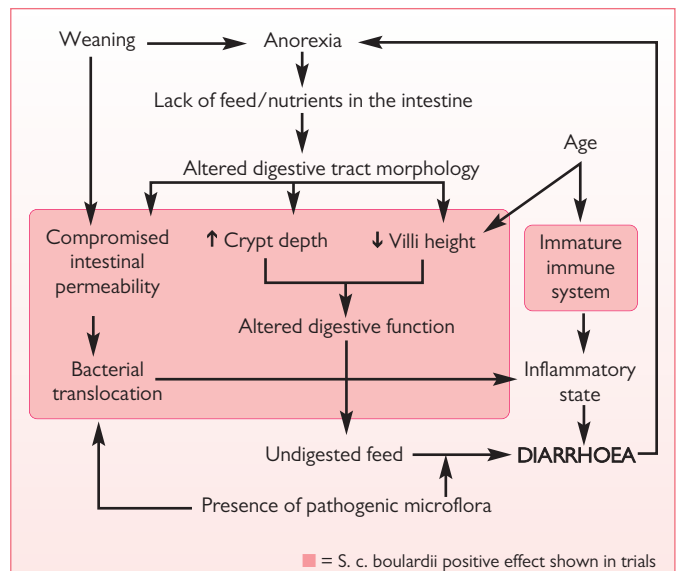 Weaning
Anorexia
Lack of feed/nutrients in the intestine
Age
Altered digestive tract morphology
Compromised
intestinal
permeability
↑ Crypt depth
↓ Villi height
Immature
immune
system
Altered digestive function
Bacterial
translocation
Inflammatory
state
Undigested feed
DIARRHOEA
Presence of pathogenic microflora
= S. c. boulardii positive effect shown in trials